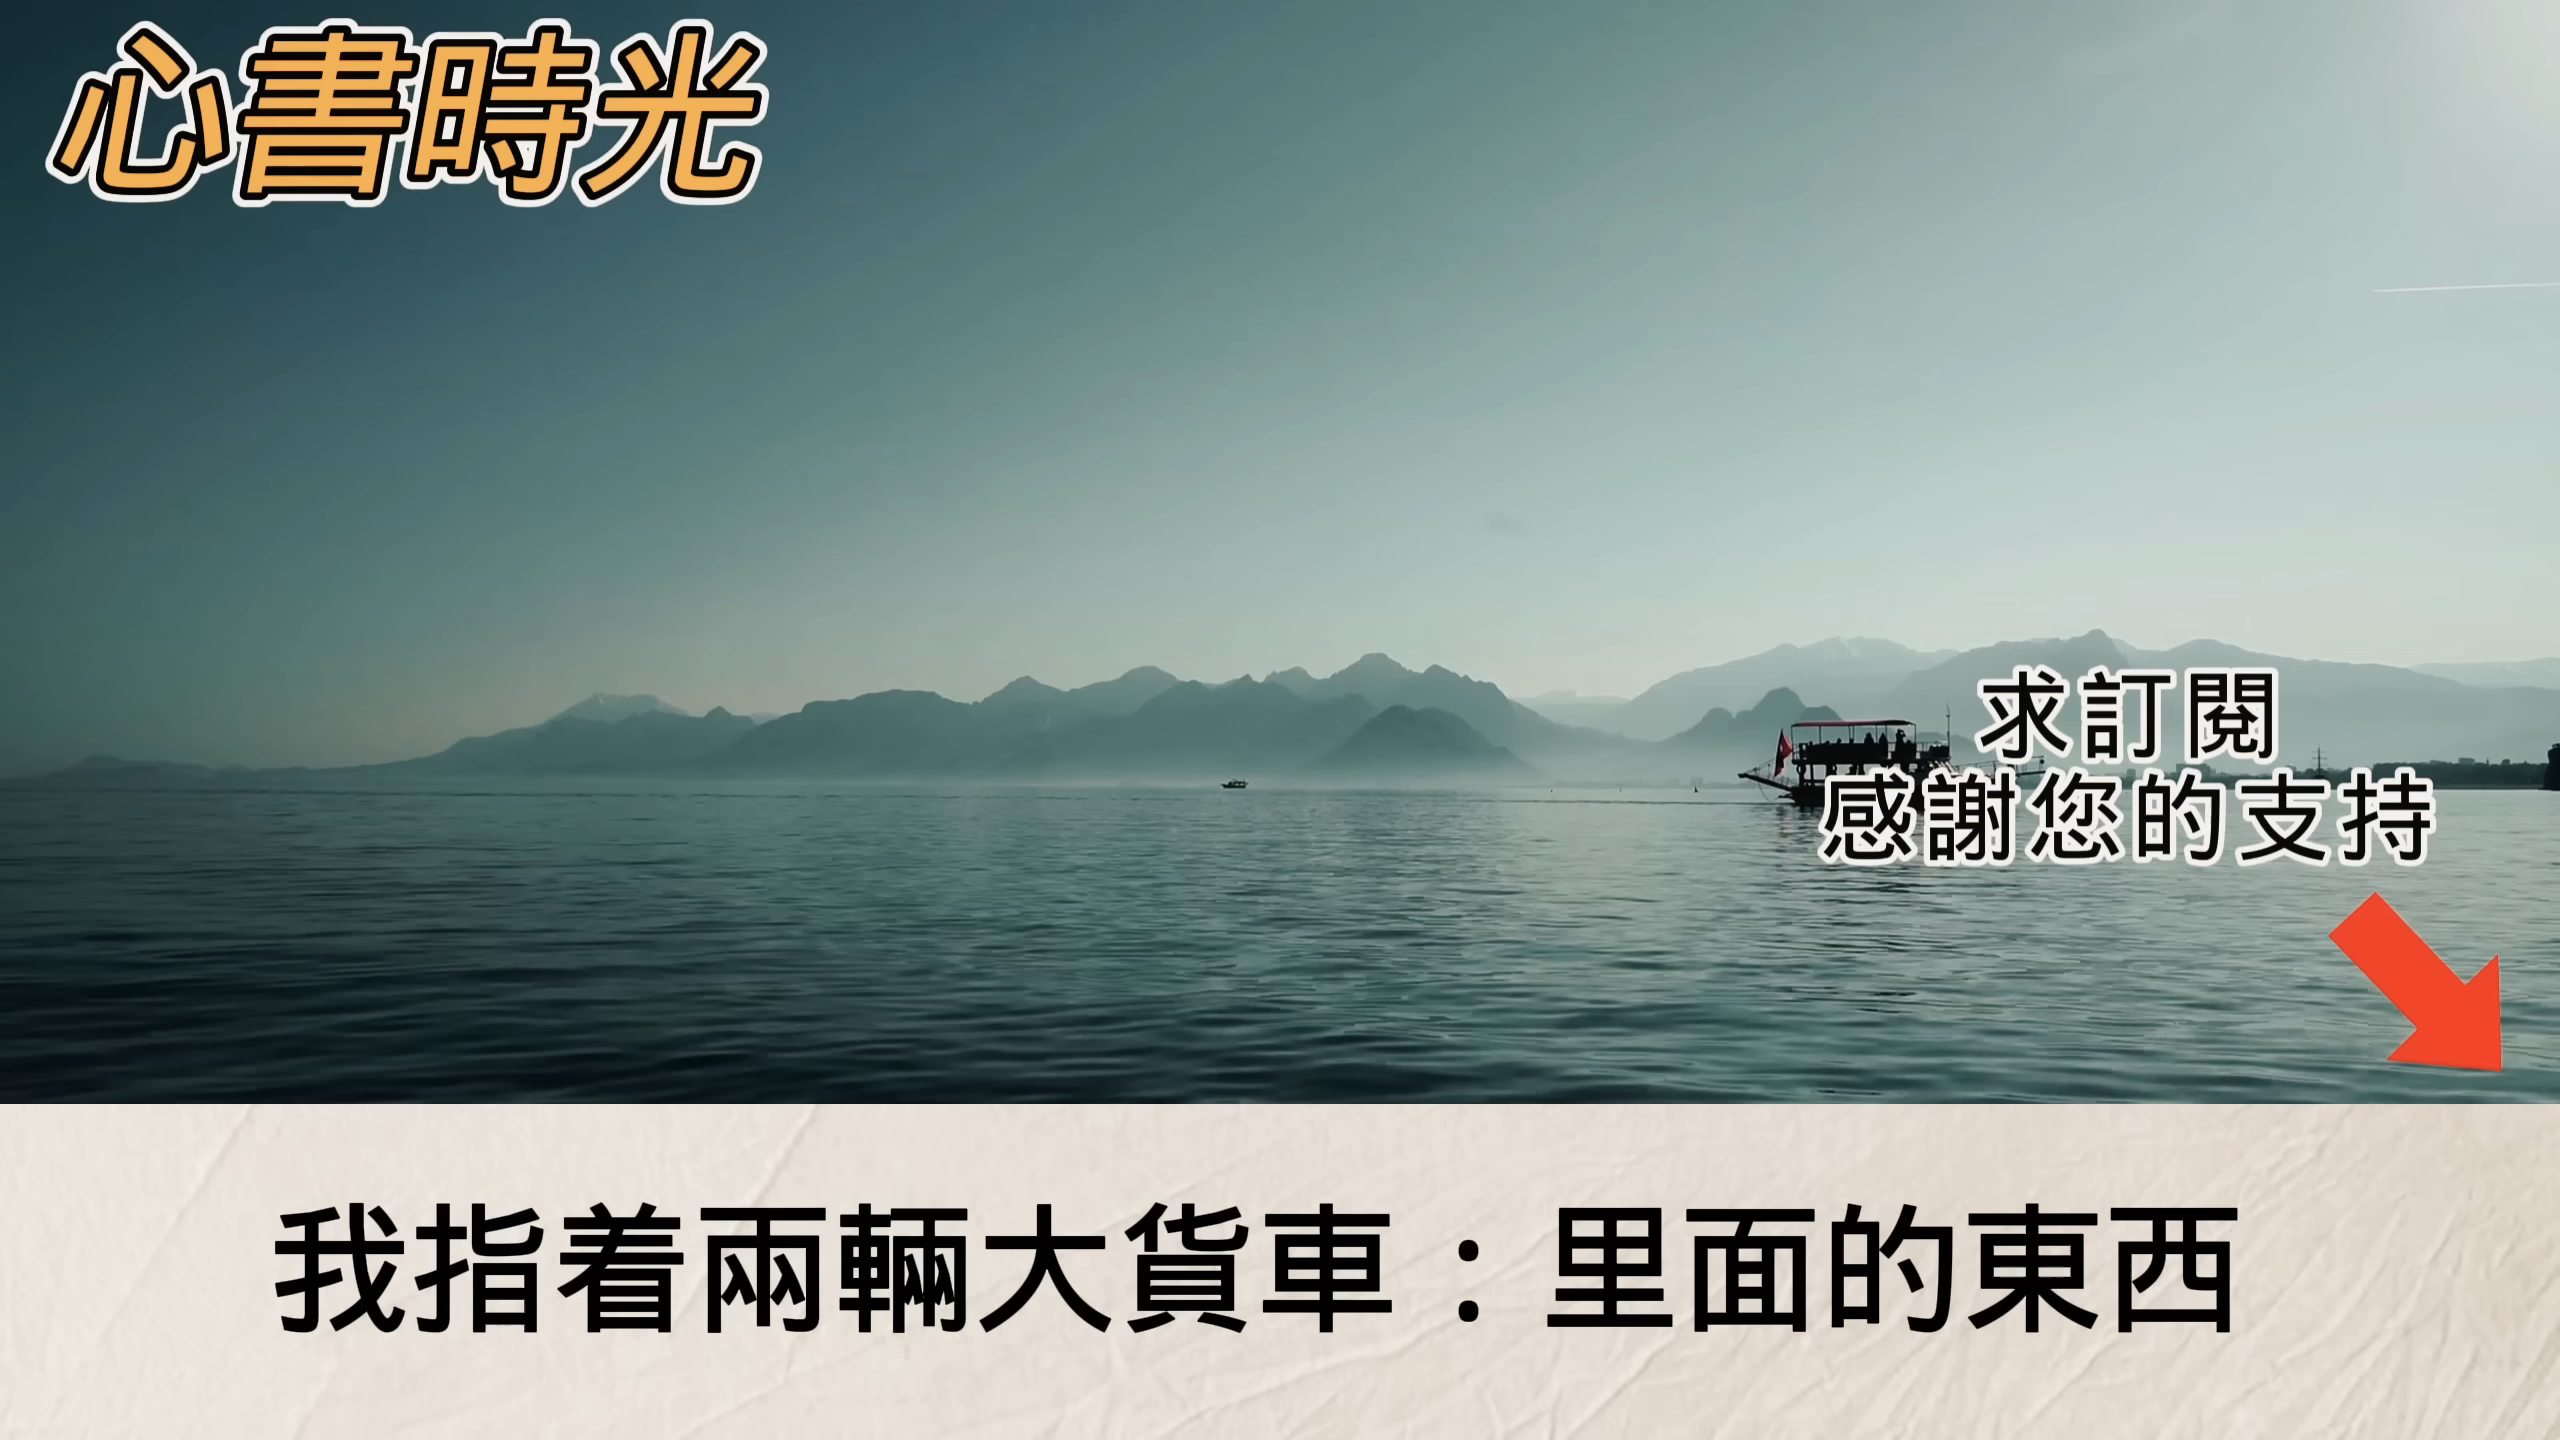 心書時光
求訂閱
感謝您的支持
我指着兩輛大貨車：里面的東西